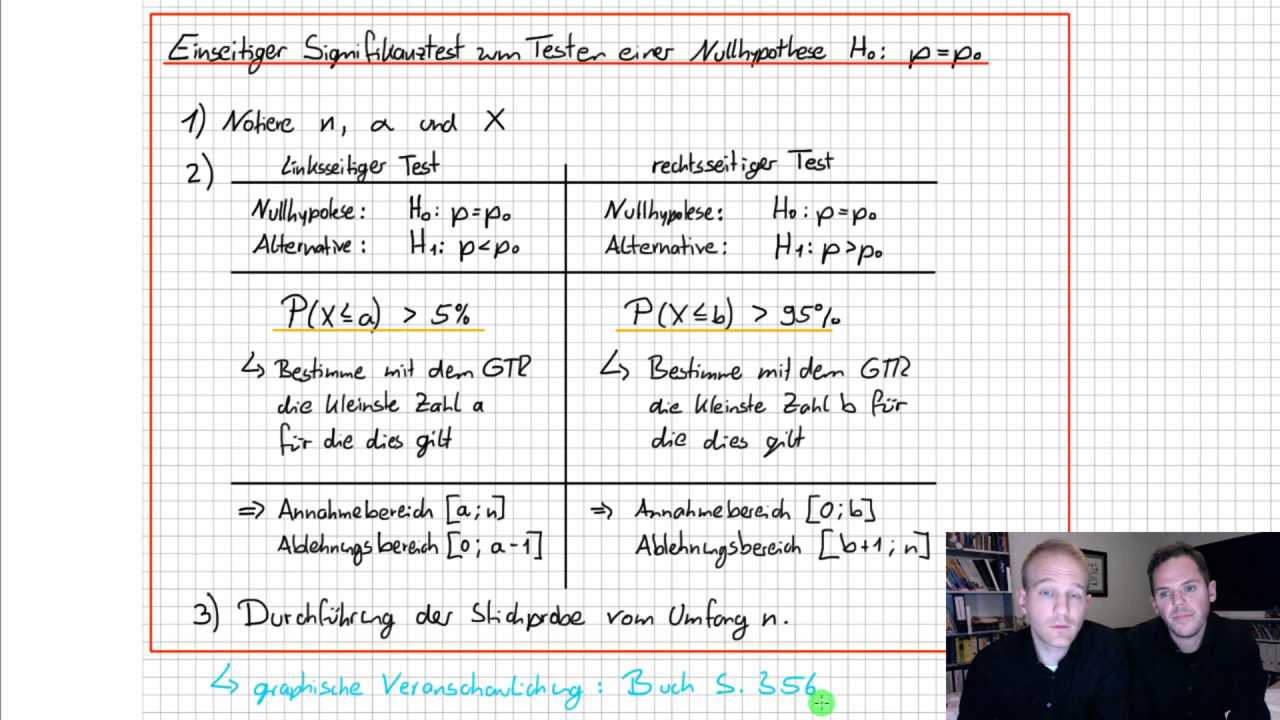 Einseitiger Signifikanztest zum Testen einer Nullhypothese H₀: p=p₀
1) Notiere n, α und X
2) Linksseitiger Test
Nullhypolese: H₀: p=p₀
Alternative: H₁: p<p₀
P(X≤a) > 5%
↳ Bestimme mit dem GTR
die kleinste Zahl a
für die dies gilt
⇒ Annahmebereich [a;n]
Ablehnungsbereich [0; a-1]
rechtsseitiger Test
Nullhypolese: H₀: p=p₀
Alternative: H₁: p>p₀
P(X≤b) > 95%
↳ Bestimme mit dem GTR
die kleinste Zahl b für
die dies gilt
⇒ Annahmebereich [0;b]
Ablehnungsbereich [b+1; n]
3) Durchführung der Stichprobe vom Umfang n.
↳ graphische Veranschaulichung: Buch S. 356